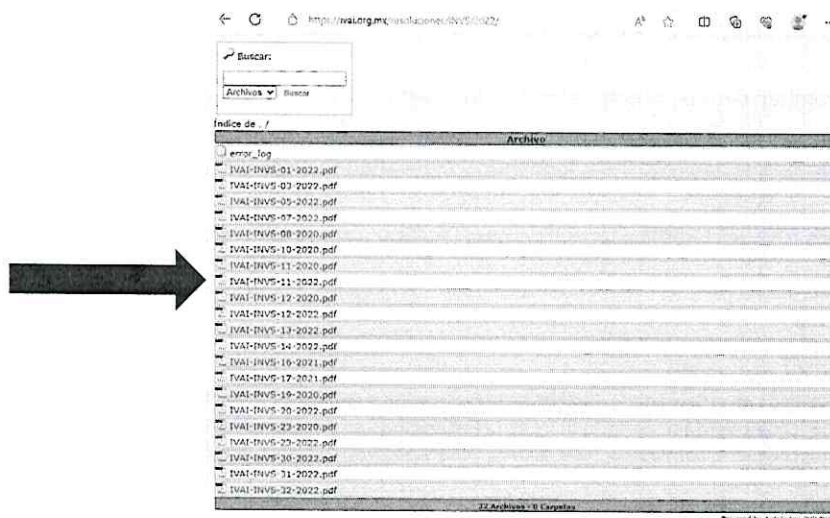 https://ivai.org.mx/resoluciones/INVS/2022/
Buscar:
Archivos Buscar
Índice de . /
Archivo
error_log
IVAI-INVS-01-2022.pdf
IVAI-INVS-03-2022.pdf
IVAI-INVS-05-2022.pdf
IVAI-INVS-07-2022.pdf
IVAI-INVS-08-2020.pdf
IVAI-INVS-10-2020.pdf
IVAI-INVS-11-2020.pdf
IVAI-INVS-11-2022.pdf
IVAI-INVS-12-2020.pdf
IVAI-INVS-12-2022.pdf
IVAI-INVS-13-2022.pdf
IVAI-INVS-14-2022.pdf
IVAI-INVS-16-2021.pdf
IVAI-INVS-17-2021.pdf
IVAI-INVS-19-2020.pdf
IVAI-INVS-20-2022.pdf
IVAI-INVS-23-2020.pdf
IVAI-INVS-23-2022.pdf
IVAI-INVS-30-2022.pdf
IVAI-INVS-31-2022.pdf
IVAI-INVS-32-2022.pdf
22 Archivos - 0 Carpetas